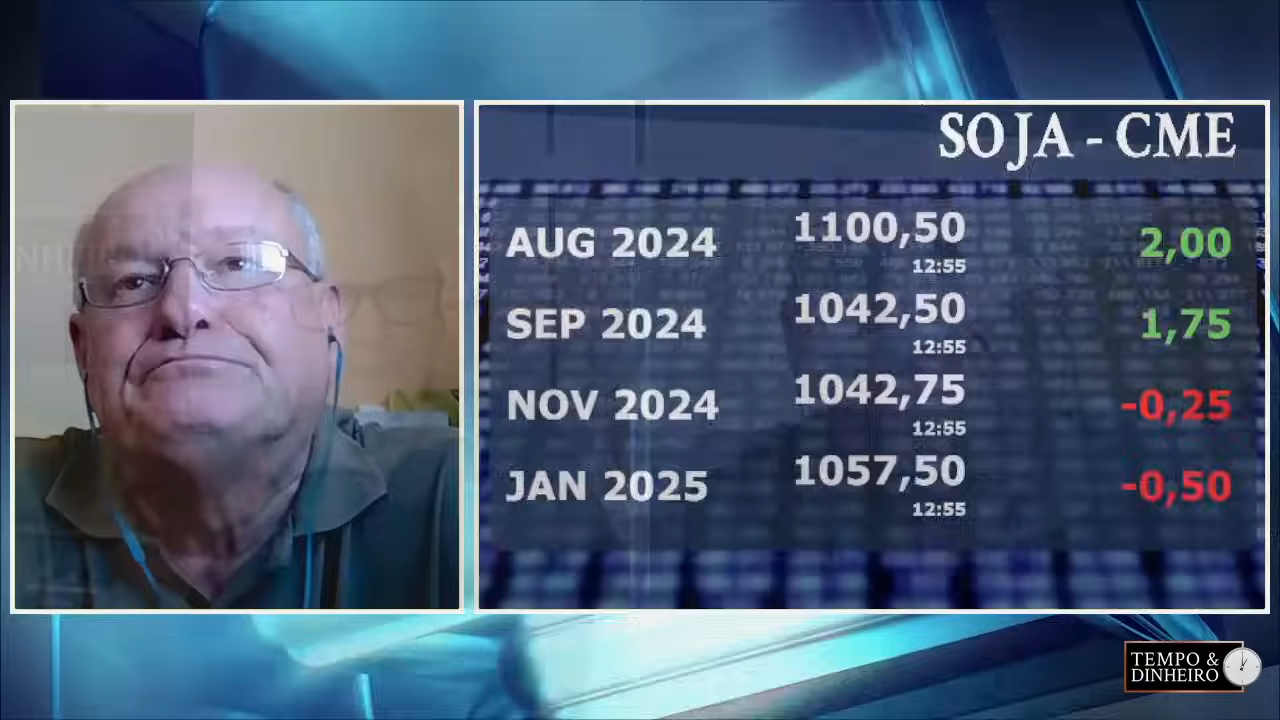 SOJA - CME
AUG 2024 1100,50 2,00
12:55
SEP 2024 1042,50 1,75
12:55
NOV 2024 1042,75 -0,25
12:55
JAN 2025 1057,50 -0,50
12:55
TEMPO &
DINHEIRO